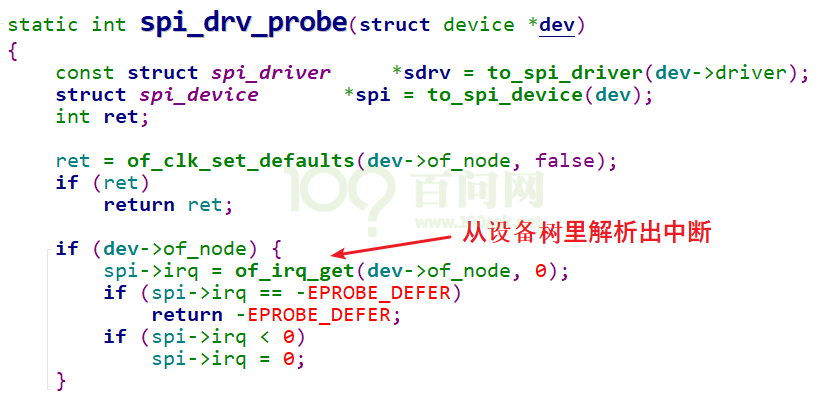 static int spi_drv_probe(struct device *dev)
{
    const struct spi_driver     *sdrv = to_spi_driver(dev->driver);
    struct spi_device       *spi = to_spi_device(dev);
    int ret;
    ret = of_clk_set_defaults(dev->of_node, false);
    if (ret)
        return ret;
100? 百问网
www.100ask.net
从设备树里解析出中断
    if (dev->of_node) {
        spi->irq = of_irq_get(dev->of_node, 0);
        if (spi->irq == -EPROBE_DEFER)
            return -EPROBE_DEFER;
        if (spi->irq < 0)
            spi->irq = 0;
    }